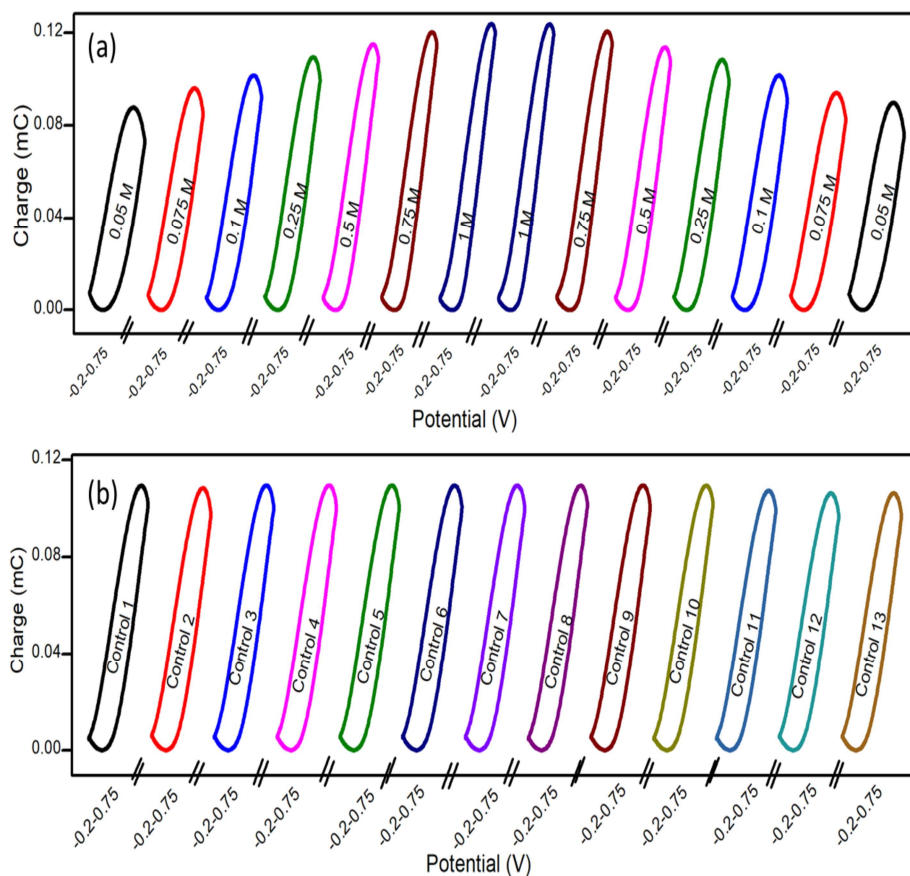 (a)
Charge (mC)
0.12
0.08
0.04
0.00
0.05 M
0.075 M
0.1 M
0.25 M
0.5 M
0.75 M
1 M
1 M
0.75 M
0.5 M
0.25 M
0.1 M
0.075 M
0.05 M
-0.2-0.75
-0.2-0.75
-0.2-0.75
-0.2-0.75
-0.2-0.75
-0.2-0.75
-0.2-0.75
-0.2-0.75
-0.2-0.75
-0.2-0.75
-0.2-0.75
-0.2-0.75
-0.2-0.75
-0.2-0.75
Potential (V)
(b)
Charge (mC)
0.12
0.08
0.04
0.00
Control 1
Control 2
Control 3
Control 4
Control 5
Control 6
Control 7
Control 8
Control 9
Control 10
Control 11
Control 12
Control 13
-0.2-0.75
-0.2-0.75
-0.2-0.75
-0.2-0.75
-0.2-0.75
-0.2-0.75
-0.2-0.75
-0.2-0.75
-0.2-0.75
-0.2-0.75
-0.2-0.75
-0.2-0.75
-0.2-0.75
Potential (V)